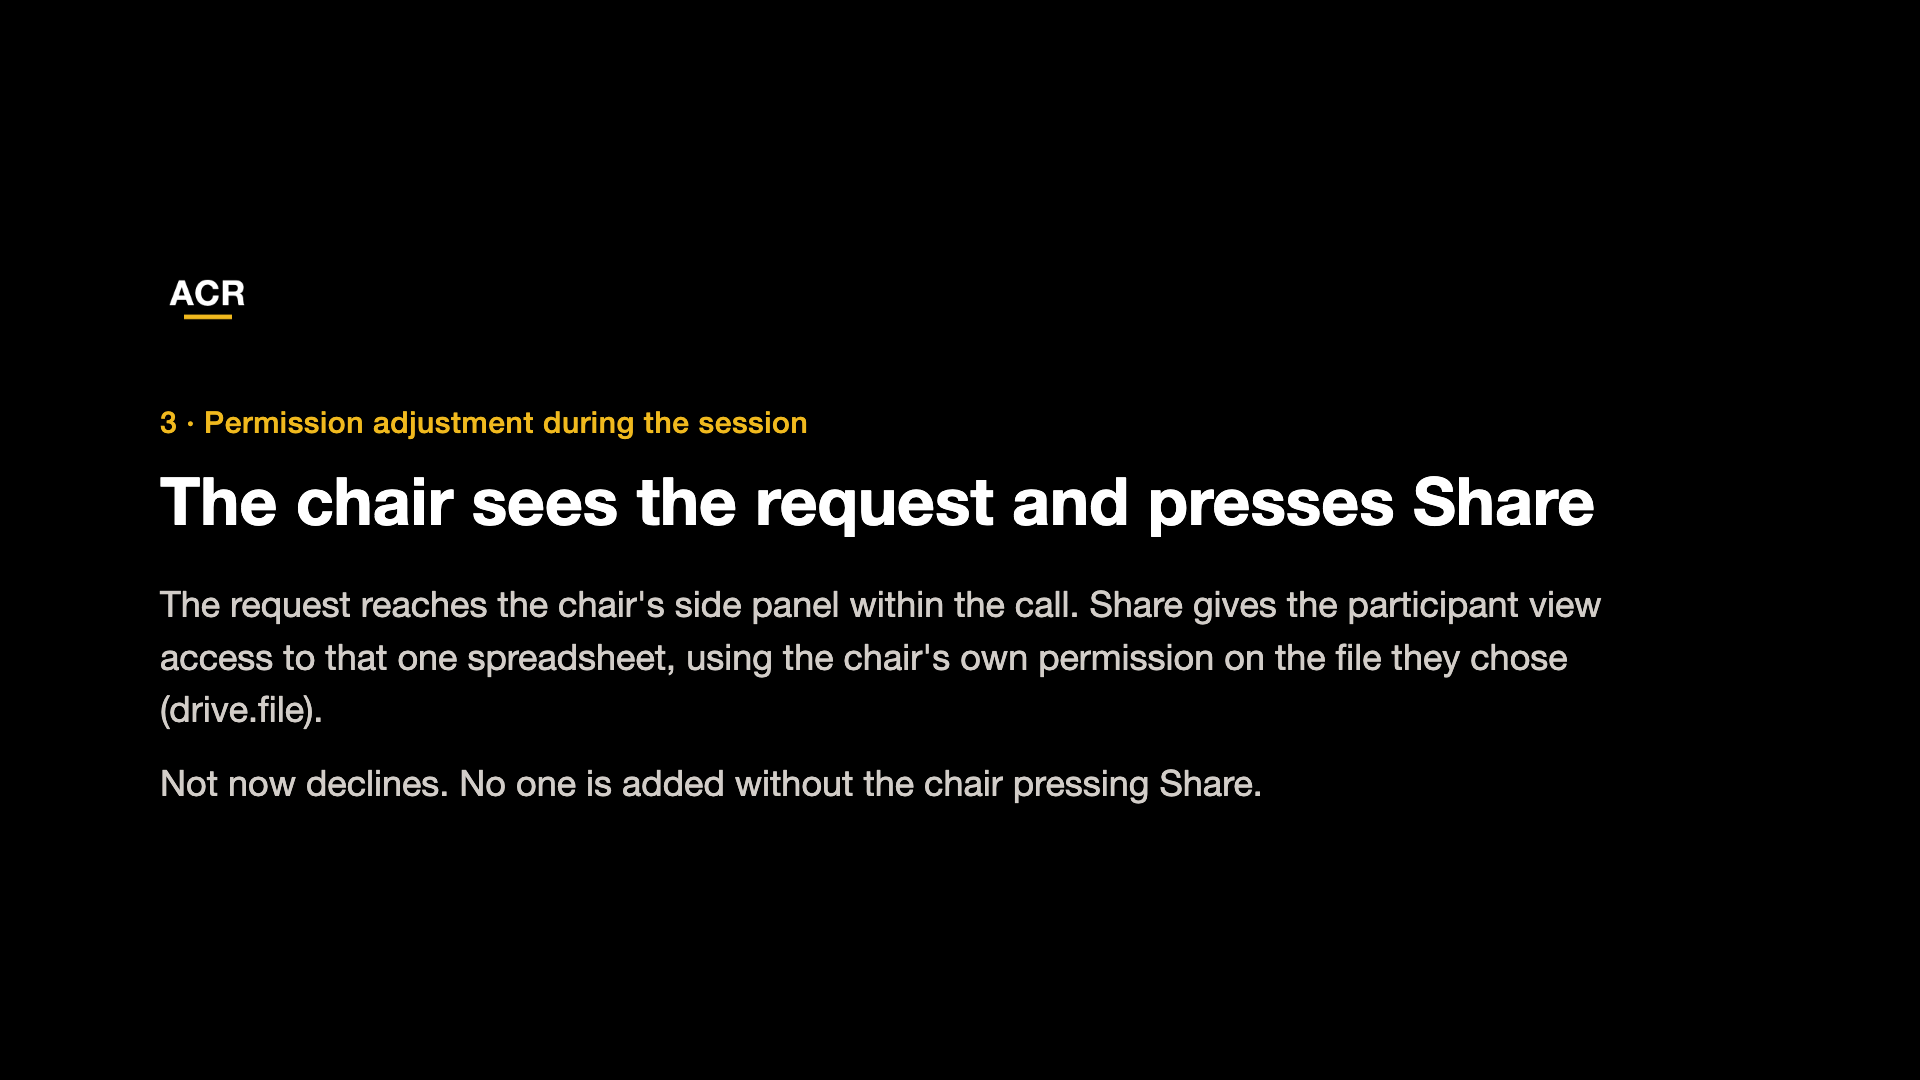 ACR
3 · Permission adjustment during the session
The chair sees the request and presses Share
The request reaches the chair's side panel within the call. Share gives the participant view
access to that one spreadsheet, using the chair's own permission on the file they chose
(drive.file).
Not now declines. No one is added without the chair pressing Share.